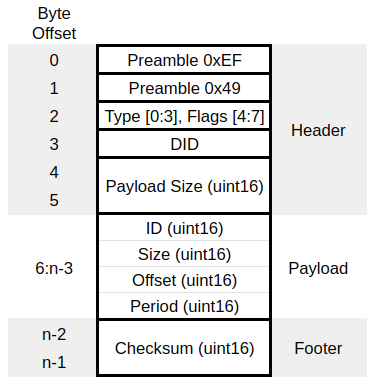 Byte
Offset
0 Preamble 0xEF
1 Preamble 0x49
2 Type [0:3], Flags [4:7]
3 DID
Header
4
Payload Size (uint16)
5
ID (uint16)
Size (uint16)
6:n-3 Payload
Offset (uint16)
Period (uint16)
n-2
Checksum (uint16) Footer
n-1